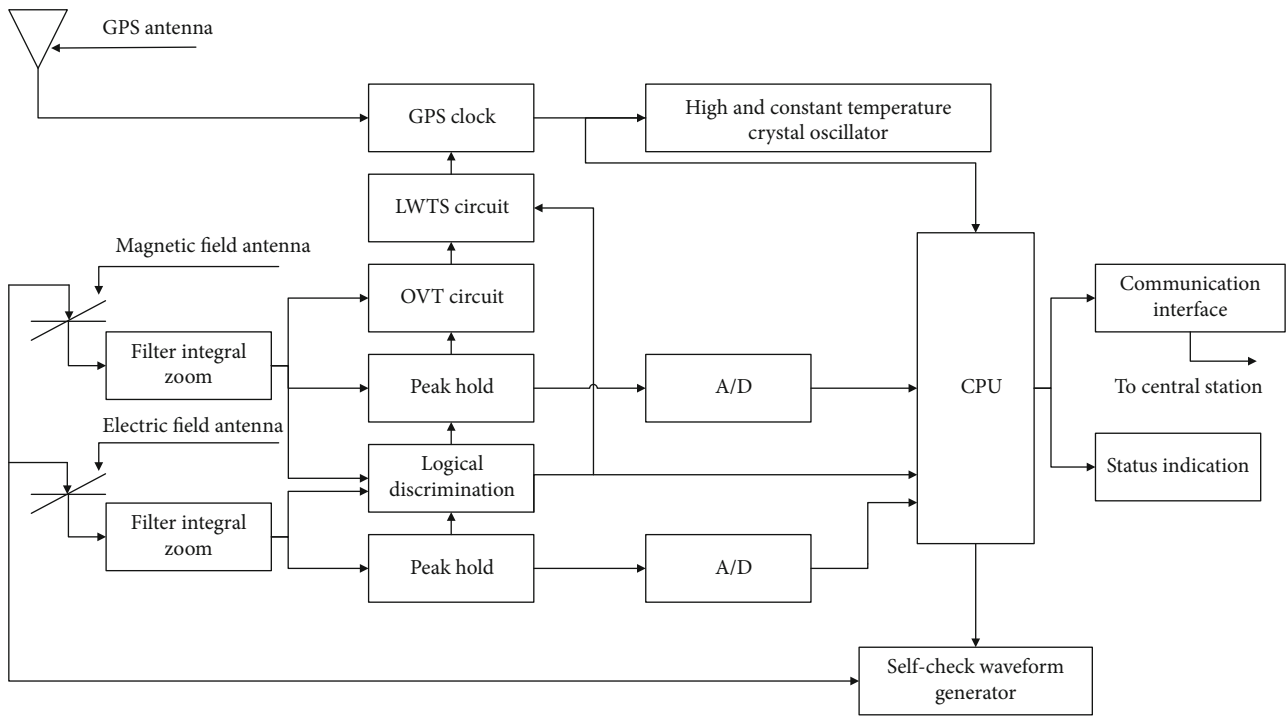 GPS antenna
GPS clock
High and constant temperature
crystal oscillator
LWTS circuit
Magnetic field antenna
OVT circuit
Communication
interface
Filter integral
zoom
Peak hold
A/D
CPU
To central station
Electric field antenna
Logical
discrimination
Status indication
Filter integral
zoom
Peak hold
A/D
Self-check waveform
generator